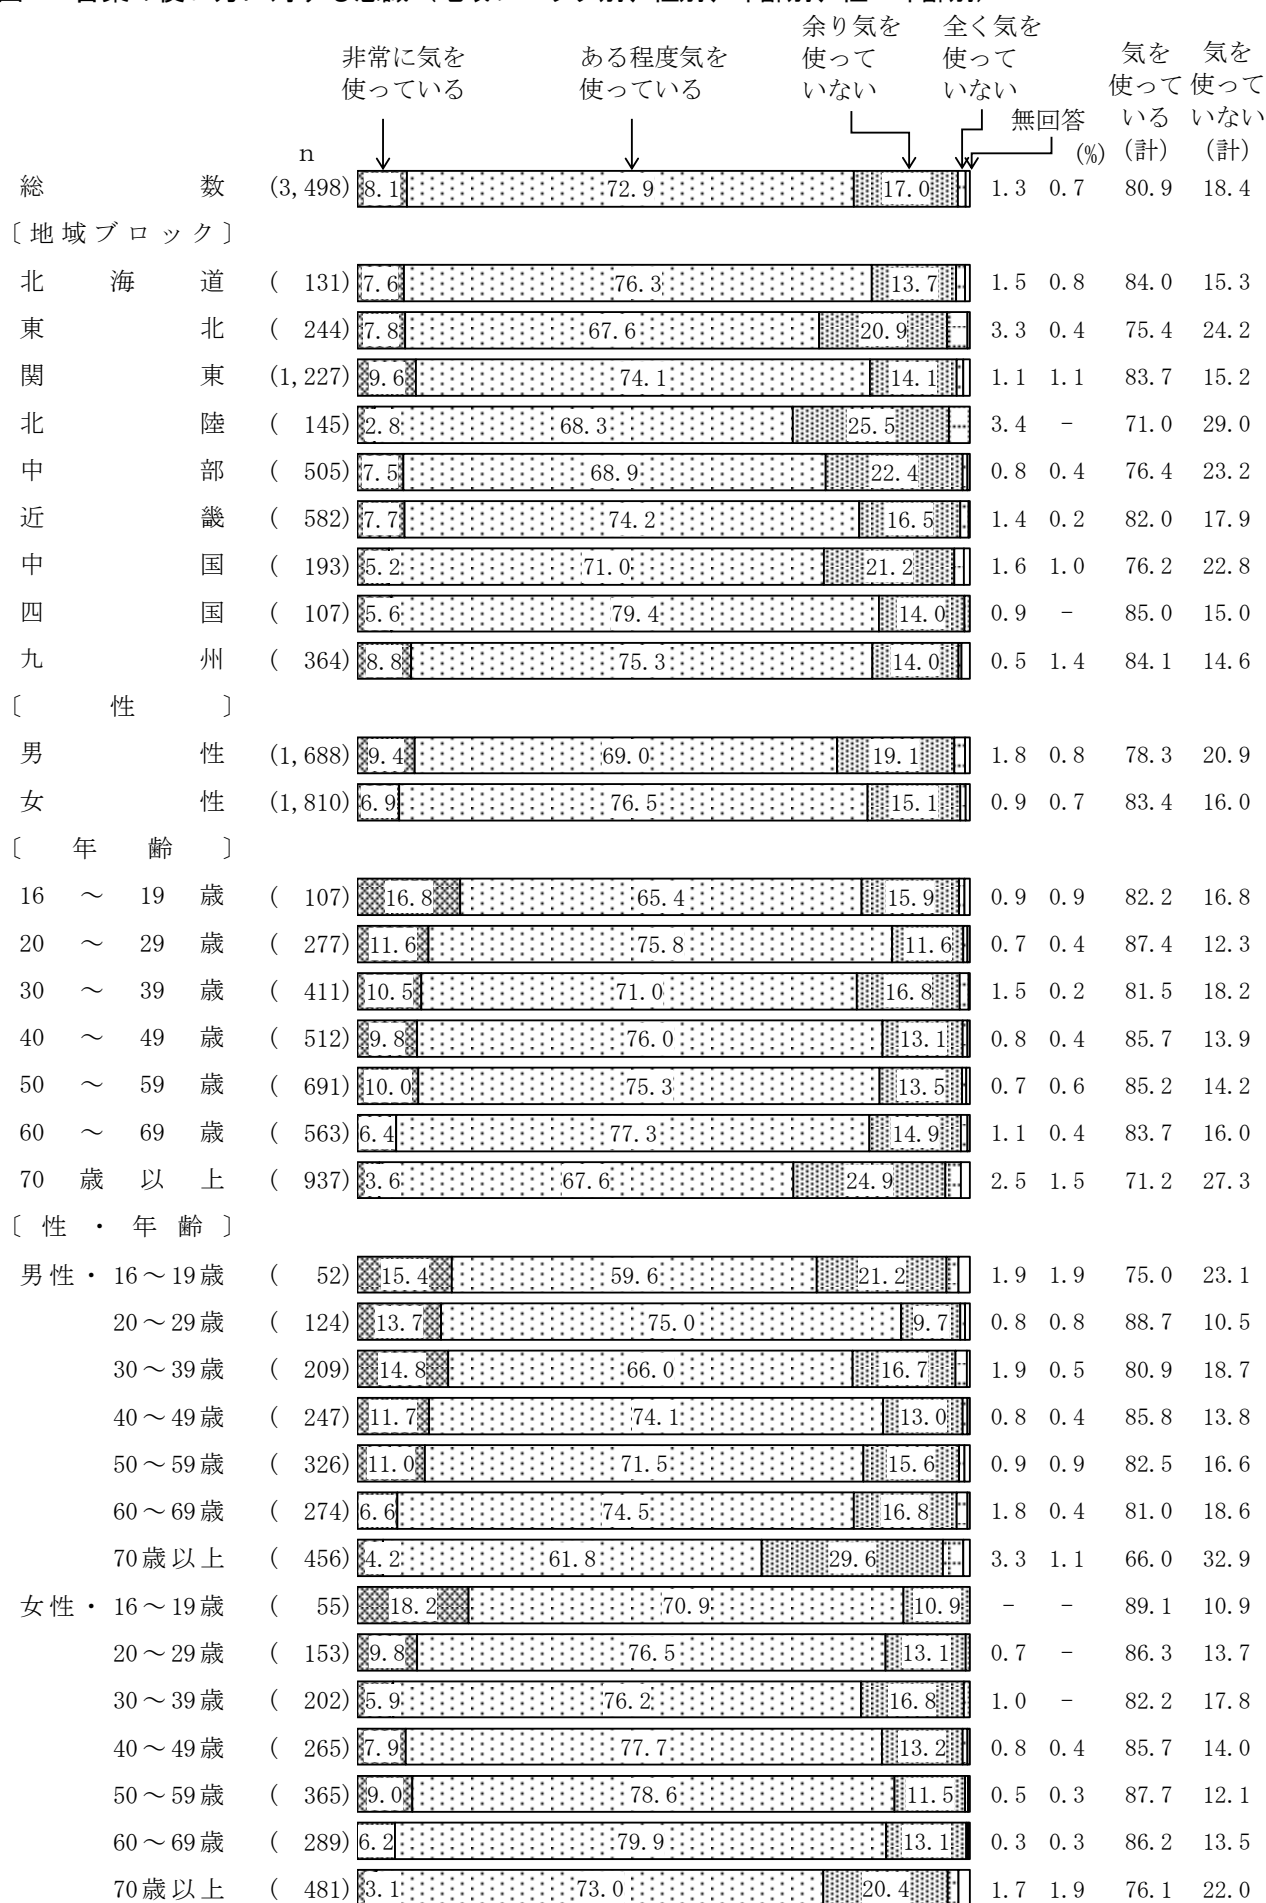 非常に気を使っている
ある程度気を使っている
余り気を使っていない
全く気を使っていない
無回答
気を使っている（計）
気を使っていない（計）
n (%)
総数 (3,498) 8.1 72.9 17.0 1.3 0.7 80.9 18.4
〔地域ブロック〕
北海道 ( 131) 7.6 76.3 13.7 1.5 0.8 84.0 15.3
東北 ( 244) 7.8 67.6 20.9 3.3 0.4 75.4 24.2
関東 (1,227) 9.6 74.1 14.1 1.1 1.1 83.7 15.2
北陸 ( 145) 2.8 68.3 25.5 3.4 - 71.0 29.0
中部 ( 505) 7.5 68.9 22.4 0.8 0.4 76.4 23.2
近畿 ( 582) 7.7 74.2 16.5 1.4 0.2 82.0 17.9
中国 ( 193) 5.2 71.0 21.2 1.6 1.0 76.2 22.8
四国 ( 107) 5.6 79.4 14.0 0.9 - 85.0 15.0
九州 ( 364) 8.8 75.3 14.0 0.5 1.4 84.1 14.6
〔性〕
男性 (1,688) 9.4 69.0 19.1 1.8 0.8 78.3 20.9
女性 (1,810) 6.9 76.5 15.1 0.9 0.7 83.4 16.0
〔年齢〕
16～19歳 ( 107) 16.8 65.4 15.9 0.9 0.9 82.2 16.8
20～29歳 ( 277) 11.6 75.8 11.6 0.7 0.4 87.4 12.3
30～39歳 ( 411) 10.5 71.0 16.8 1.5 0.2 81.5 18.2
40～49歳 ( 512) 9.8 76.0 13.1 0.8 0.4 85.7 13.9
50～59歳 ( 691) 10.0 75.3 13.5 0.7 0.6 85.2 14.2
60～69歳 ( 563) 6.4 77.3 14.9 1.1 0.4 83.7 16.0
70歳以上 ( 937) 3.6 67.6 24.9 2.5 1.5 71.2 27.3
〔性・年齢〕
男性・16～19歳 ( 52) 15.4 59.6 21.2 1.9 1.9 75.0 23.1
20～29歳 ( 124) 13.7 75.0 9.7 0.8 0.8 88.7 10.5
30～39歳 ( 209) 14.8 66.0 16.7 1.9 0.5 80.9 18.7
40～49歳 ( 247) 11.7 74.1 13.0 0.8 0.4 85.8 13.8
50～59歳 ( 326) 11.0 71.5 15.6 0.9 0.9 82.5 16.6
60～69歳 ( 274) 6.6 74.5 16.8 1.8 0.4 81.0 18.6
70歳以上 ( 456) 4.2 61.8 29.6 3.3 1.1 66.0 32.9
女性・16～19歳 ( 55) 18.2 70.9 10.9 - - 89.1 10.9
20～29歳 ( 153) 9.8 76.5 13.1 0.7 - 86.3 13.7
30～39歳 ( 202) 5.9 76.2 16.8 1.0 - 82.2 17.8
40～49歳 ( 265) 7.9 77.7 13.2 0.8 0.4 85.7 14.0
50～59歳 ( 365) 9.0 78.6 11.5 0.5 0.3 87.7 12.1
60～69歳 ( 289) 6.2 79.9 13.1 0.3 0.3 86.2 13.5
70歳以上 ( 481) 3.1 73.0 20.4 1.7 1.9 76.1 22.0